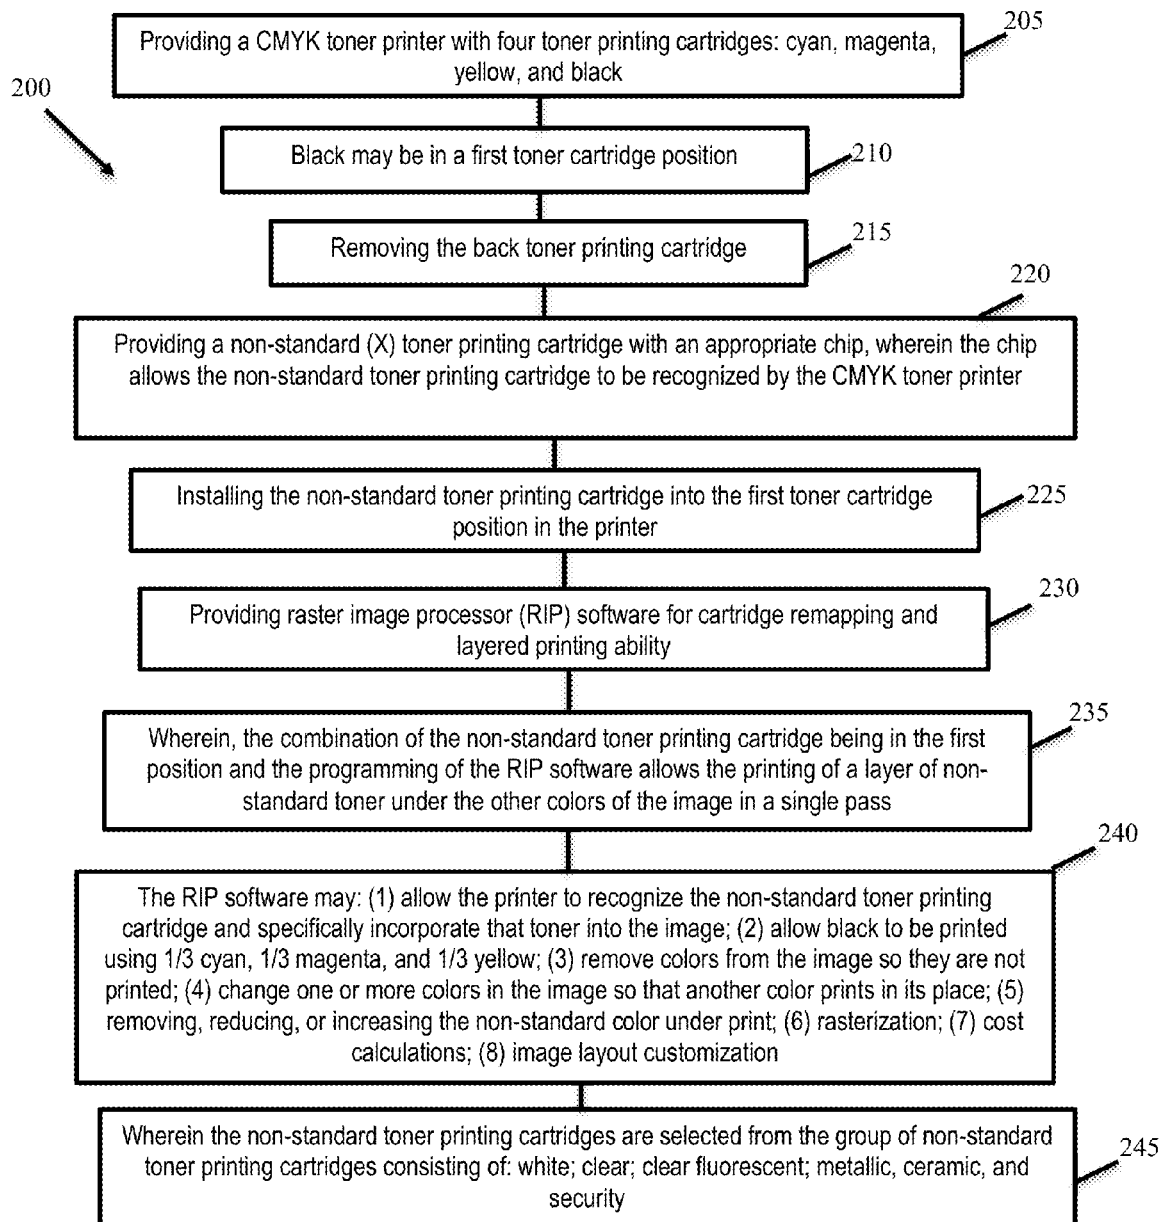 205
Providing a CMYK toner printer with four toner printing cartridges: cyan, magenta,
yellow, and black
200
Black may be in a first toner cartridge position
210
Removing the back toner printing cartridge
215
220
Providing a non-standard (X) toner printing cartridge with an appropriate chip, wherein the chip
allows the non-standard toner printing cartridge to be recognized by the CMYK toner printer
Installing the non-standard toner printing cartridge into the first toner cartridge
position in the printer
225
230
Providing raster image processor (RIP) software for cartridge remapping and
layered printing ability
235
Wherein, the combination of the non-standard toner printing cartridge being in the first
position and the programming of the RIP software allows the printing of a layer of non-
standard toner under the other colors of the image in a single pass
240
The RIP software may: (1) allow the printer to recognize the non-standard toner printing
cartridge and specifically incorporate that toner into the image; (2) allow black to be printed
using 1/3 cyan, 1/3 magenta, and 1/3 yellow; (3) remove colors from the image so they are not
printed; (4) change one or more colors in the image so that another color prints in its place; (5)
removing, reducing, or increasing the non-standard color under print; (6) rasterization; (7) cost
calculations; (8) image layout customization
Wherein the non-standard toner printing cartridges are selected from the group of non-standard
toner printing cartridges consisting of: white; clear; clear fluorescent; metallic, ceramic, and
security
245